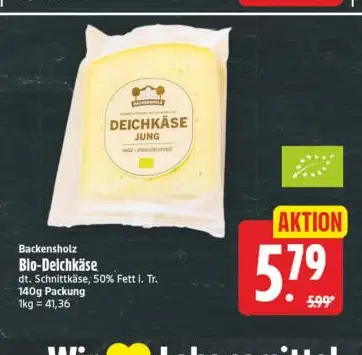 BACKENSHOLZ
DEICHKÄSE
JUNG
AKTION
5.79
5.99*
Backensholz
Bio-Deichkäse
dt. Schnittkäse, 50% Fett i. Tr.
140g Packung
1kg = 41,36